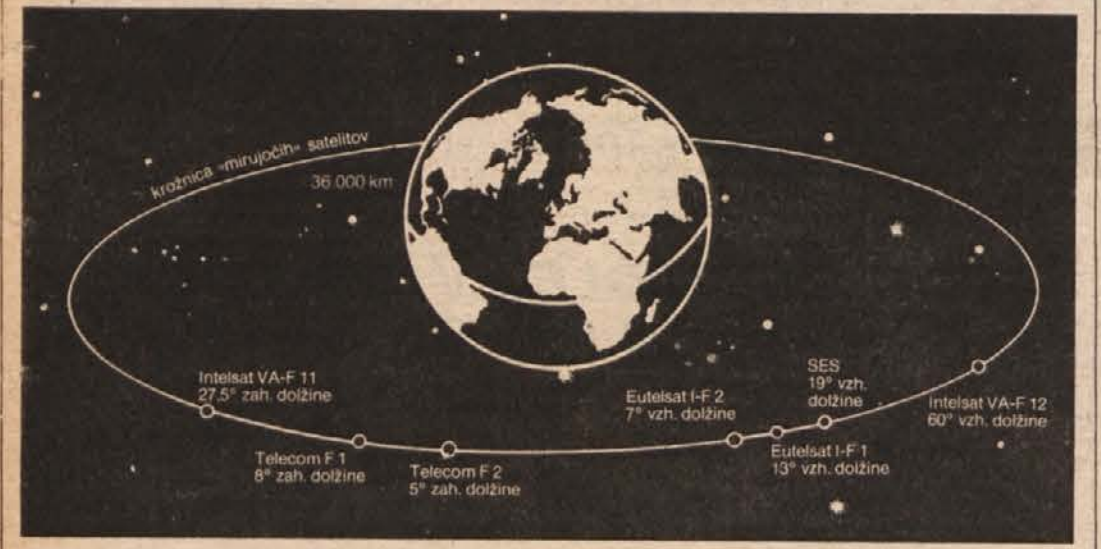 krožnica »mirujočih« satelitov
36 000 km
Intelsat VA-F 11
27.5° zah. dolžine
Telecom F 1
8° zah. dolžine
Telecom F 2
5° zah. dolžine
Eutelsat I-F 2
7° vzh. dolžine
Eutelsat I-F 1
13° vzh. dolžine
SES
19° vzh.
dolžine
Intelsat VA-F 12
60° vzh. dolžine